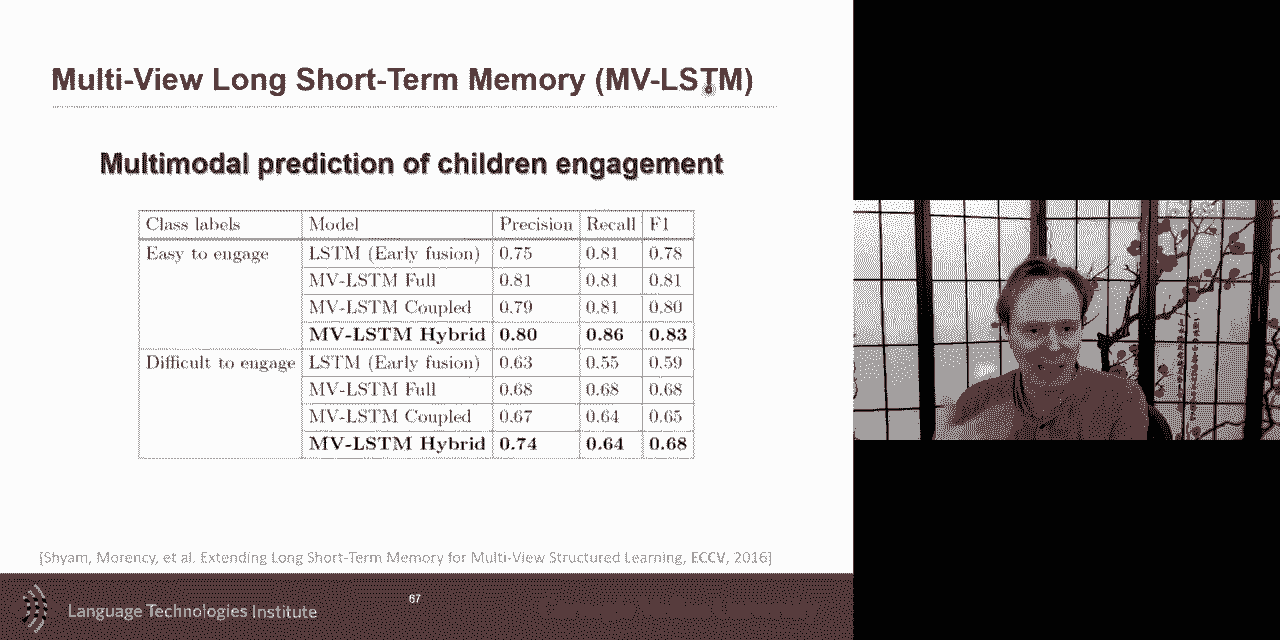 Multi-View Long Short-Term Memory (MV-LSTM)
Multimodal prediction of children engagement
Class labels Model Precision Recall F1
Easy to engage LSTM (Early fusion) 0.75 0.81 0.78
MV-LSTM Full 0.81 0.81 0.81
MV-LSTM Coupled 0.79 0.81 0.80
MV-LSTM Hybrid 0.80 0.86 0.83
Difficult to engage LSTM (Early fusion) 0.63 0.55 0.59
MV-LSTM Full 0.68 0.68 0.68
MV-LSTM Coupled 0.67 0.64 0.65
MV-LSTM Hybrid 0.74 0.64 0.68
[Shyam, Morency, et al. Extending Long Short-Term Memory for Multi-View Structured Learning, ECCV, 2016]
67
Language Technologies Institute